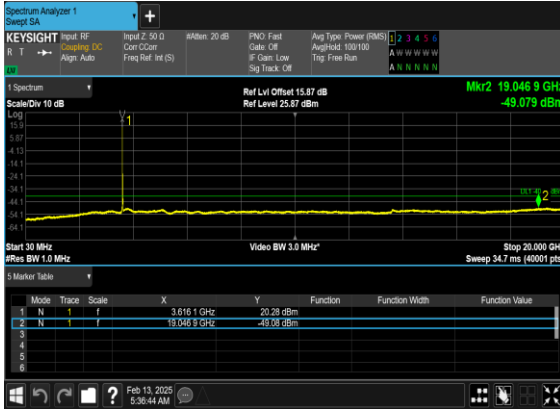 Spectrum Analyzer 1
Swept SA
+
KEYSIGHT
R T
Input: RF
Coupling: DC
Align: Auto
Input Z: 50 Ω
Corr CCorr
Freq Ref: Int (S)
#Atten: 20 dB
PNO: Fast
Gate: Off
IF Gain: Low
Sig Track: Off
Avg Type: Power (RMS)
Avg|Hold: 100/100
Trig: Free Run
1 2 3 4 5 6
A W W W W W
A N N N N N
1 Spectrum
Scale/Div 10 dB
Ref Lvl Offset 15.87 dB
Ref Level 25.87 dBm
Mkr2 19.046 9 GHz
-49.079 dBm
Log
15.9
5.87
-4.13
-14.1
-24.1
-34.1
-44.1
-54.1
-64.1
1
2
Start 30 MHz
#Res BW 1.0 MHz
Video BW 3.0 MHz*
Stop 20.000 GH
Sweep 34.7 ms (40001 pts
5 Marker Table
Mode Trace Scale X Y Function Function Width Function Value
1 N 1 f 3.616 1 GHz 20.28 dBm
2 N 1 f 19.046 9 GHz -49.08 dBm
3
4
5
6
?
Feb 13, 2025
5:36:44 AM